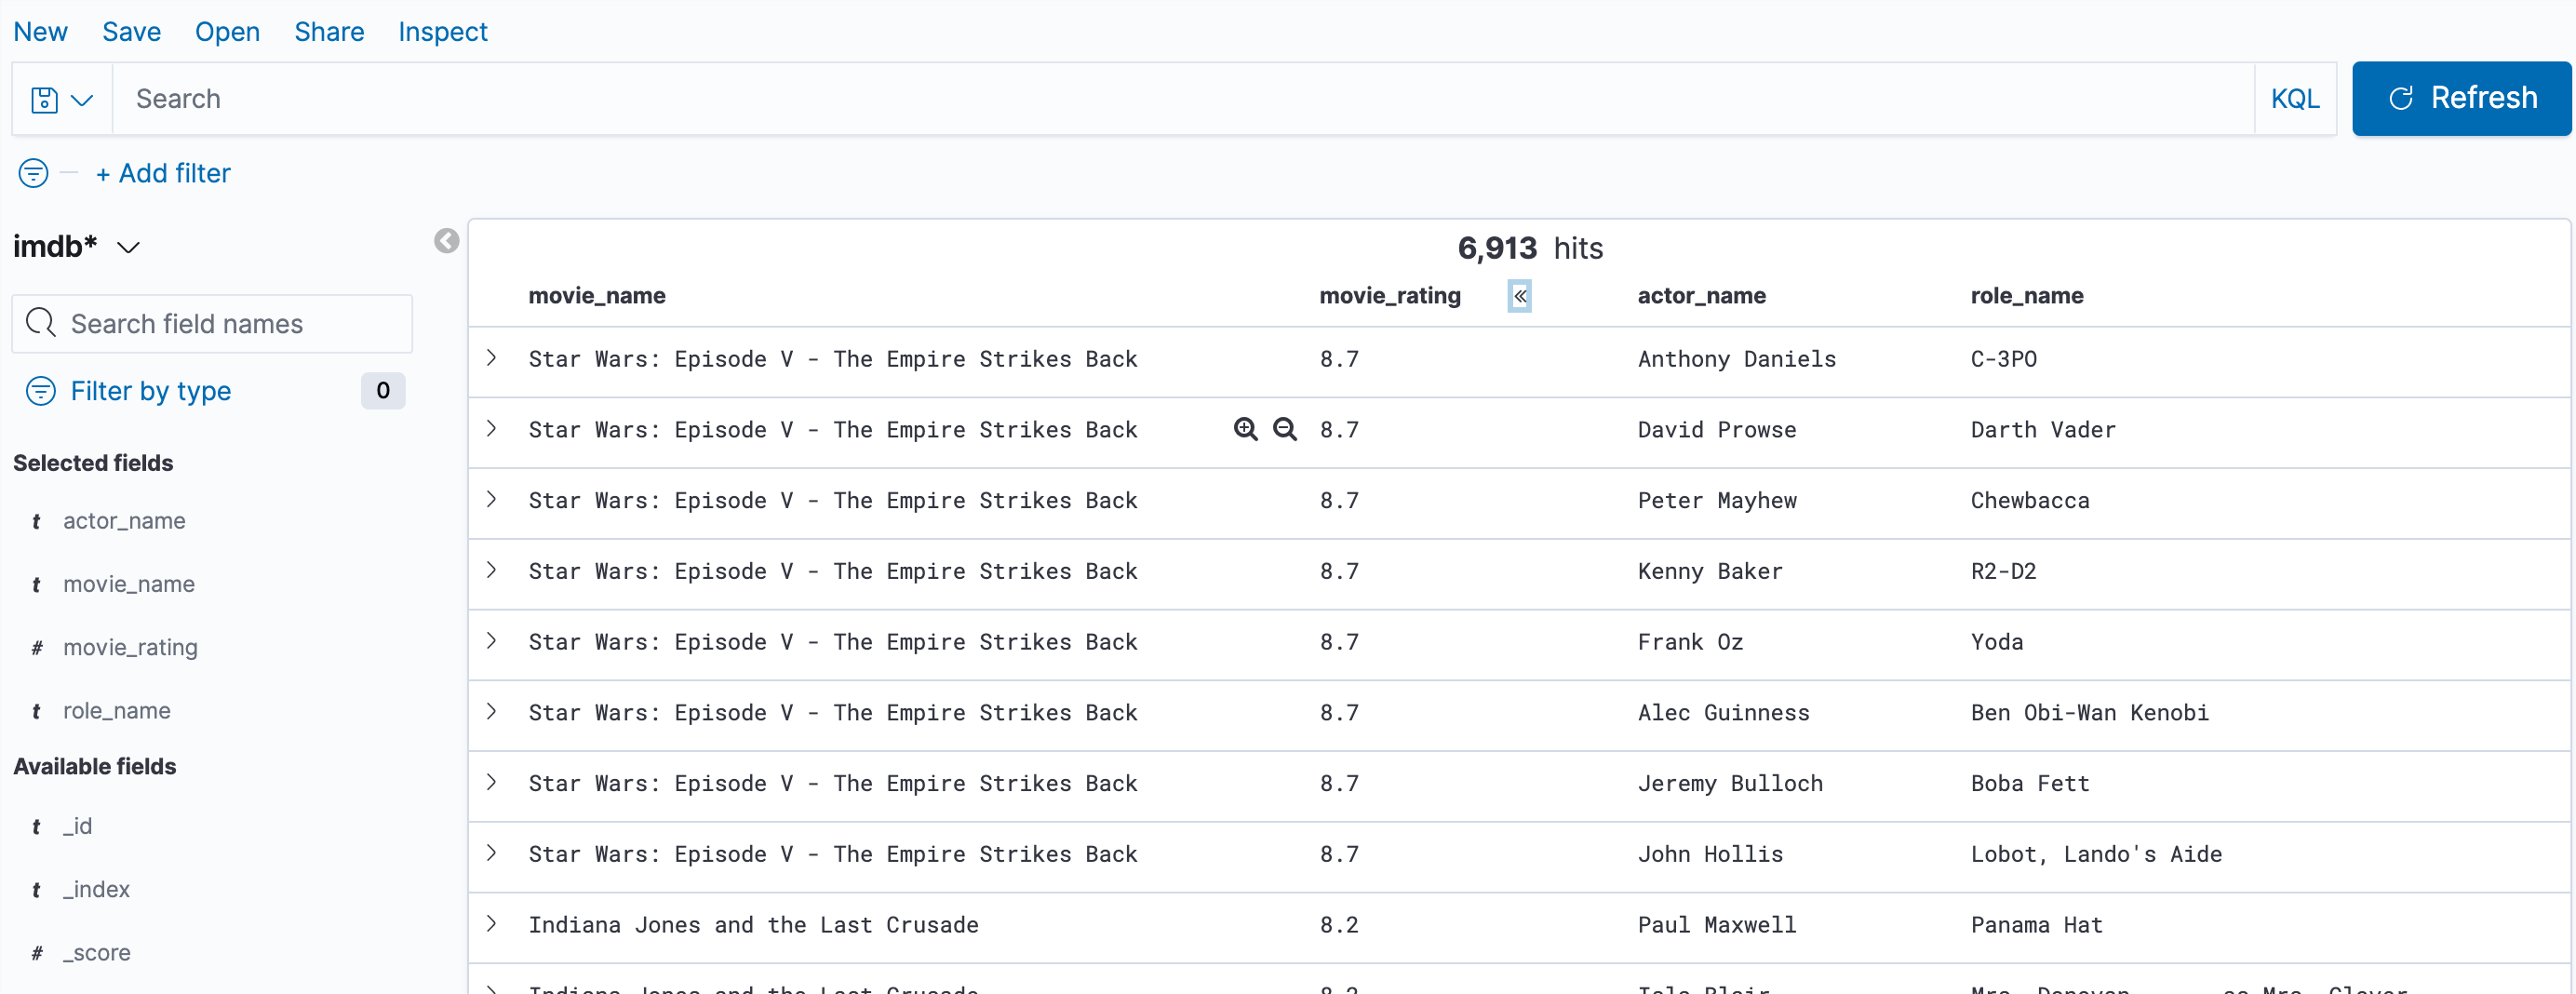 New Save Open Share Inspect
Search KQL Refresh
+ Add filter
imdb*
Search field names
Filter by type 0
Selected fields
t actor_name
t movie_name
# movie_rating
t role_name
Available fields
t _id
t _index
# _score
6,913 hits
movie_name movie_rating « actor_name role_name
Star Wars: Episode V - The Empire Strikes Back 8.7 Anthony Daniels C-3PO
Star Wars: Episode V - The Empire Strikes Back 8.7 David Prowse Darth Vader
Star Wars: Episode V - The Empire Strikes Back 8.7 Peter Mayhew Chewbacca
Star Wars: Episode V - The Empire Strikes Back 8.7 Kenny Baker R2-D2
Star Wars: Episode V - The Empire Strikes Back 8.7 Frank Oz Yoda
Star Wars: Episode V - The Empire Strikes Back 8.7 Alec Guinness Ben Obi-Wan Kenobi
Star Wars: Episode V - The Empire Strikes Back 8.7 Jeremy Bulloch Boba Fett
Star Wars: Episode V - The Empire Strikes Back 8.7 John Hollis Lobot, Lando's Aide
Indiana Jones and the Last Crusade 8.2 Paul Maxwell Panama Hat
Indiana Jones and the Last Crusade